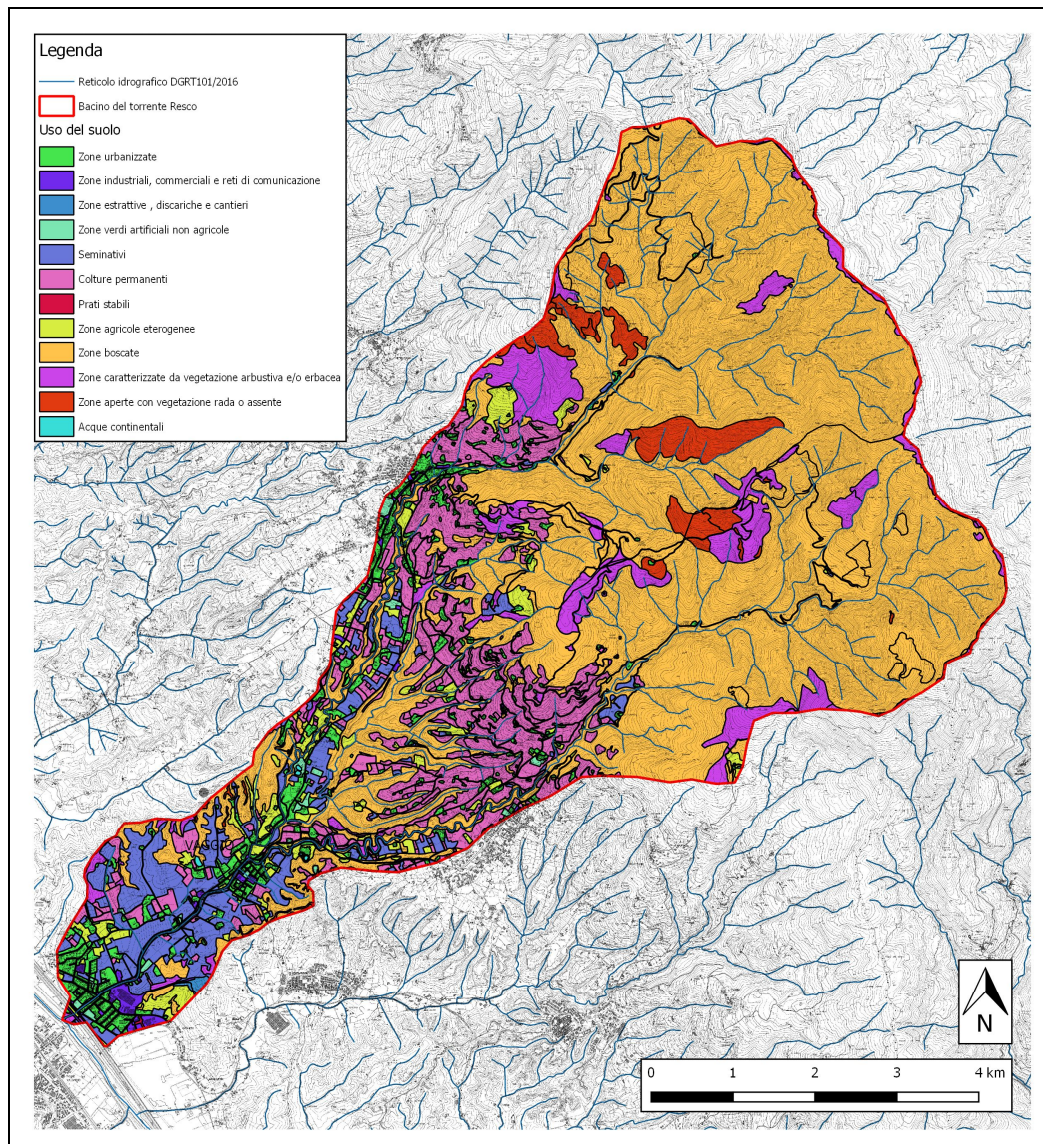 Legenda
Reticolo idrografico DGRT101/2016
Bacino del torrente Resco
Uso del suolo
Zone urbanizzate
Zone industriali, commerciali e reti di comunicazione
Zone estrattive , discariche e cantieri
Zone verdi artificiali non agricole
Seminativi
Colture permanenti
Prati stabili
Zone agricole eterogenee
Zone boscate
Zone caratterizzate da vegetazione arbustiva e/o erbacea
Zone aperte con vegetazione rada o assente
Acque continentali
VAGGIO
N
0 1 2 3 4 km